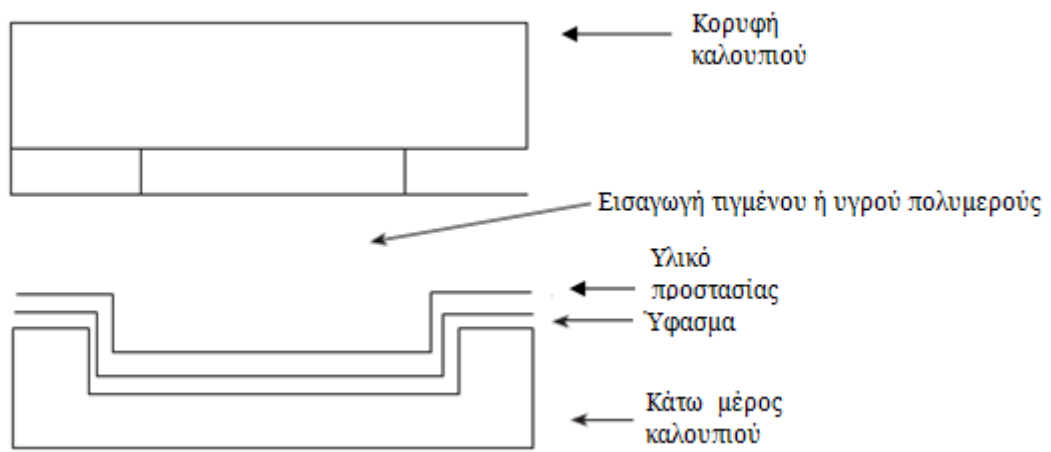 Κορυφή
καλουπιού
Εισαγωγή τιγμένου ή υγρού πολυμερούς
Υλικό
προστασίας
Ύφασμα
Κάτω μέρος
καλουπιού